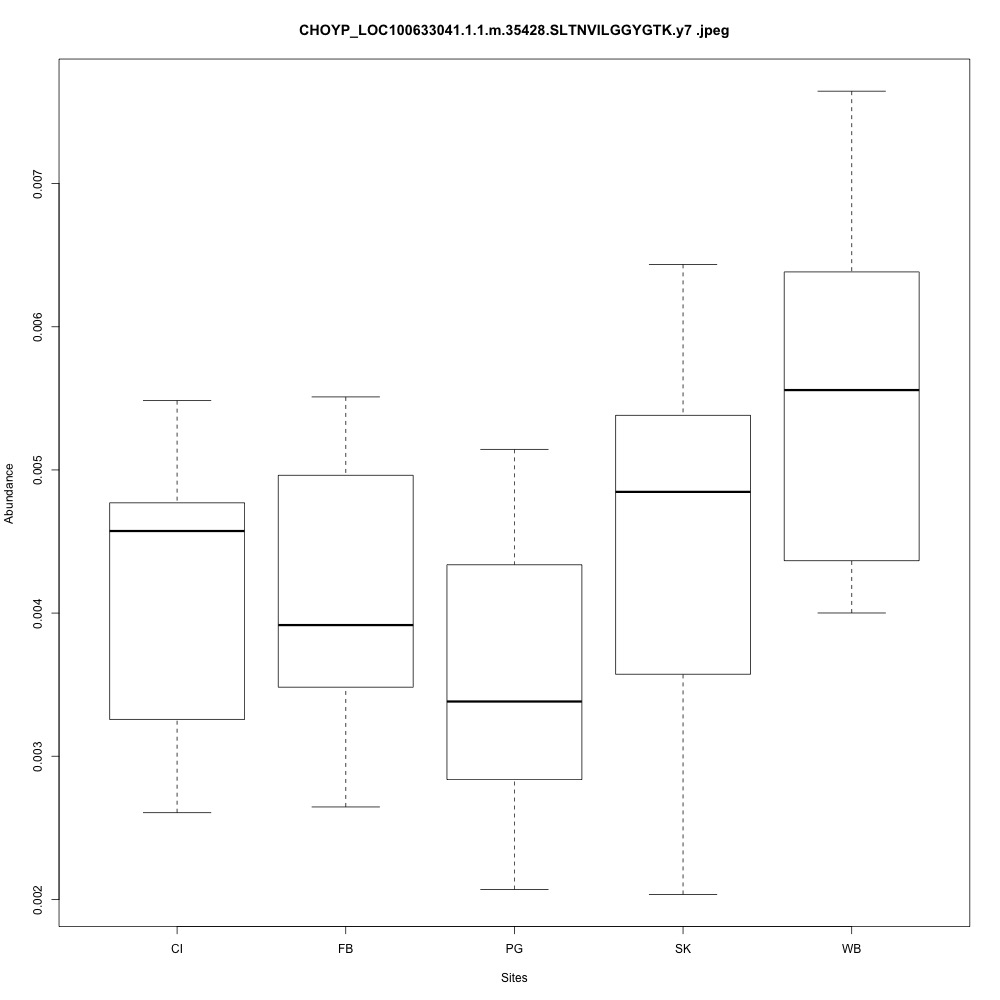 CHOYP_LOC100633041.1.1.m.35428.SLTNVILGGYGTK.y7 .jpeg
0.007
0.006
0.005
0.004
0.003
0.002
Abundance
CI FB PG SK WB
Sites